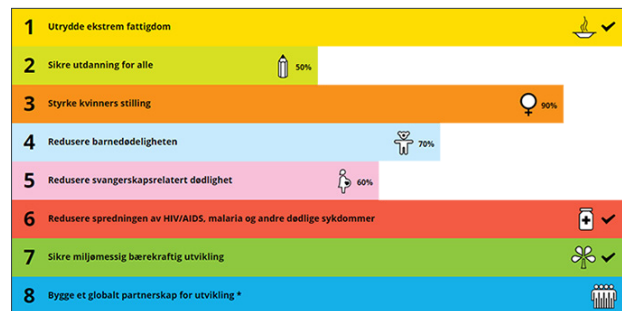 1 Utrydde ekstrem fattigdom
2 Sikre utdanning for alle 50%
3 Styrke kvinners stilling 90%
4 Redusere barnedødeligheten 70%
5 Redusere svangerskapsrelatert dødlighet 60%
6 Redusere spredningen av HIV/AIDS, malaria og andre dødlige sykdommer
7 Sikre miljømessig bærekraftig utvikling
8 Bygge et globalt partnerskap for utvikling *